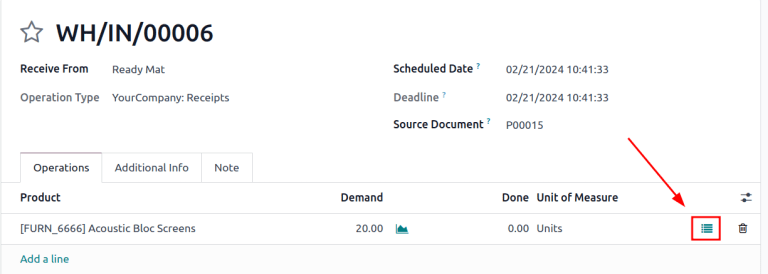 WH/IN/00006
Receive From Ready Mat Scheduled Date ? 02/21/2024 10:41:33
Operation Type YourCompany: Receipts Deadline ? 02/21/2024 10:41:33
Source Document ? P00015
Operations Additional Info Note
Product Demand Done Unit of Measure
[FURN_6666] Acoustic Bloc Screens 20.00 0.00 Units
Add a line